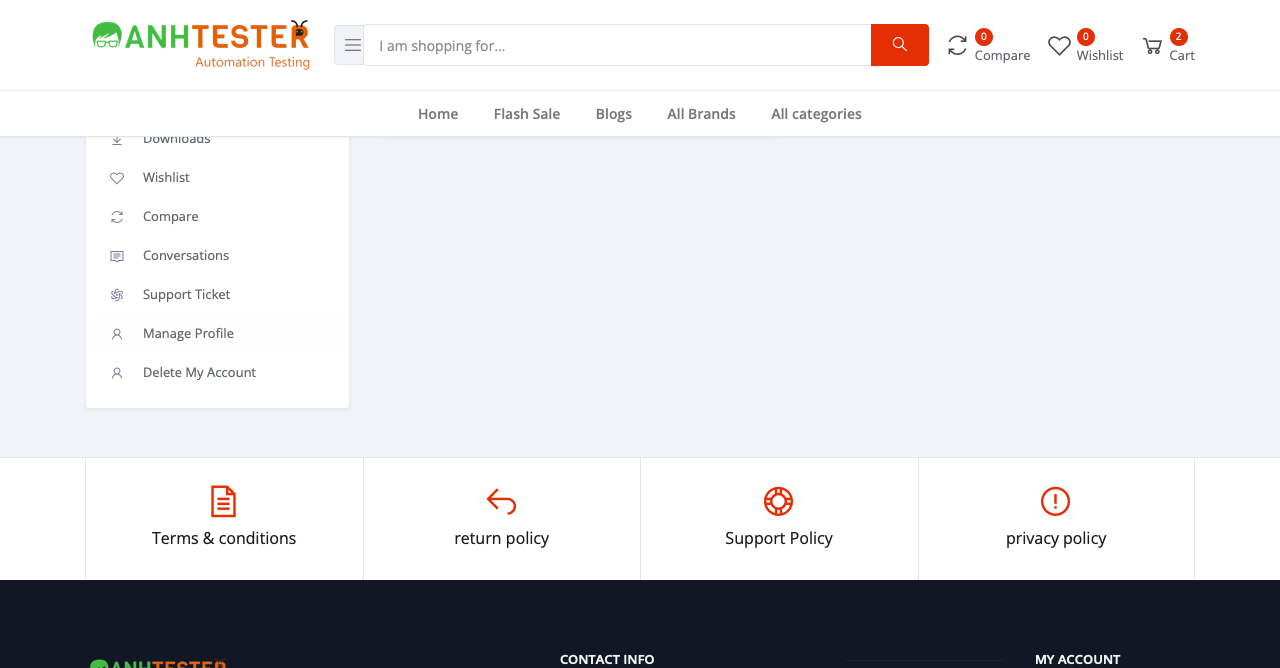 ANHTESTER
Automation Testing
I am shopping for...
0
Compare
0
Wishlist
2
Cart
Home Flash Sale Blogs All Brands All categories
Downloads
Wishlist
Compare
Conversations
Support Ticket
Manage Profile
Delete My Account
Terms & conditions
return policy
Support Policy
privacy policy
ANHTESTER
CONTACT INFO
MY ACCOUNT